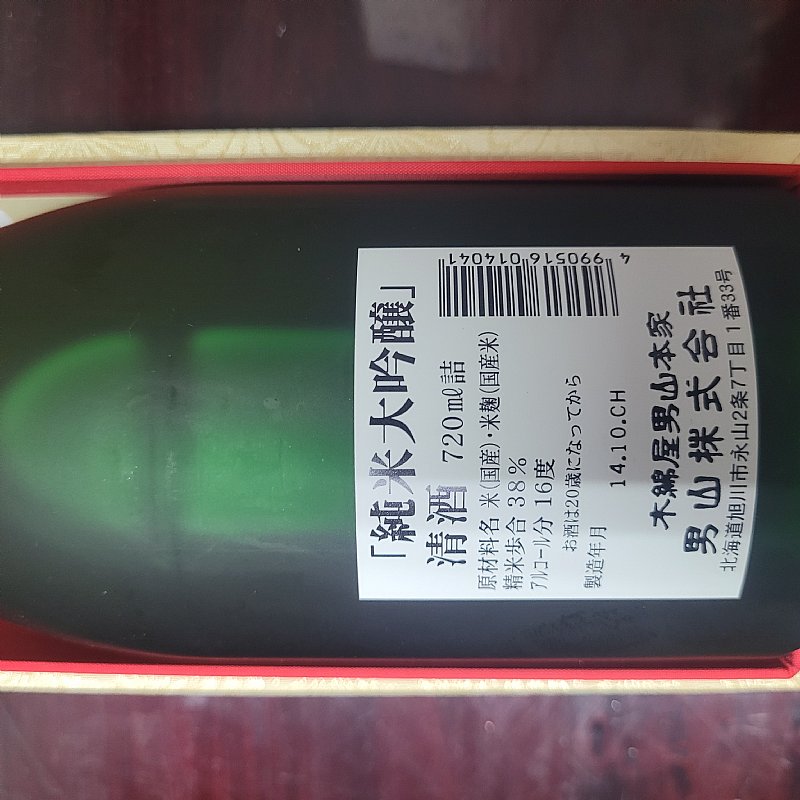 「純米大吟醸」
清酒 720ml詰
原材料名 米(国産)・米麹(国産米)
精米歩合 38%
アルコール分 16度
お酒は20歳になってから
製造年月
14.10.CH
木綿屋男山本家
男山株式会社
北海道旭川市永山2条7丁目1番33号
4 990516 014041